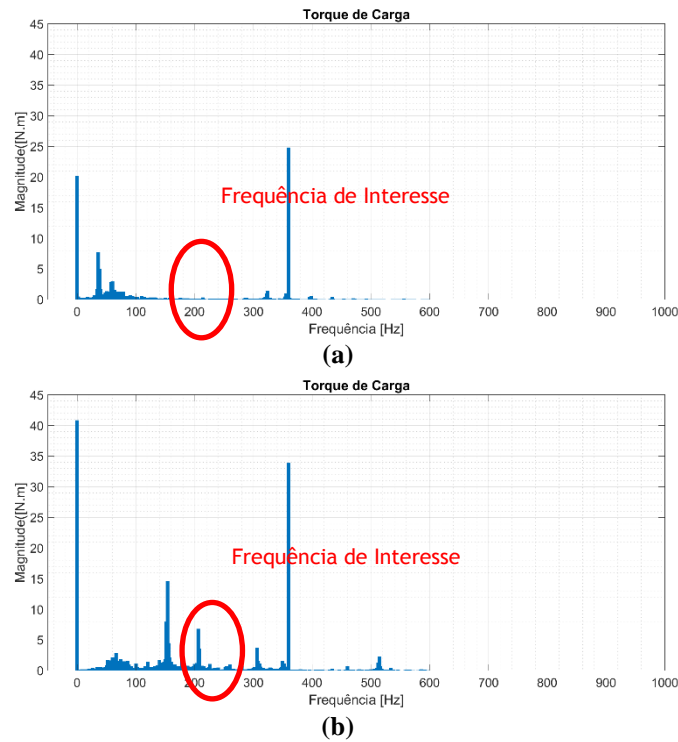 Torque de Carga
45
40
35
30
25
20
15
10
5
0
Magnitude([N.m]
Frequência de Interesse
0 100 200 300 400 500 600 700 800 900 1000
Frequência [Hz]
(a)
Torque de Carga
45
40
35
30
25
20
15
10
5
0
Magnitude([N.m]
Frequência de Interesse
0 100 200 300 400 500 600 700 800 900 1000
Frequência [Hz]
(b)